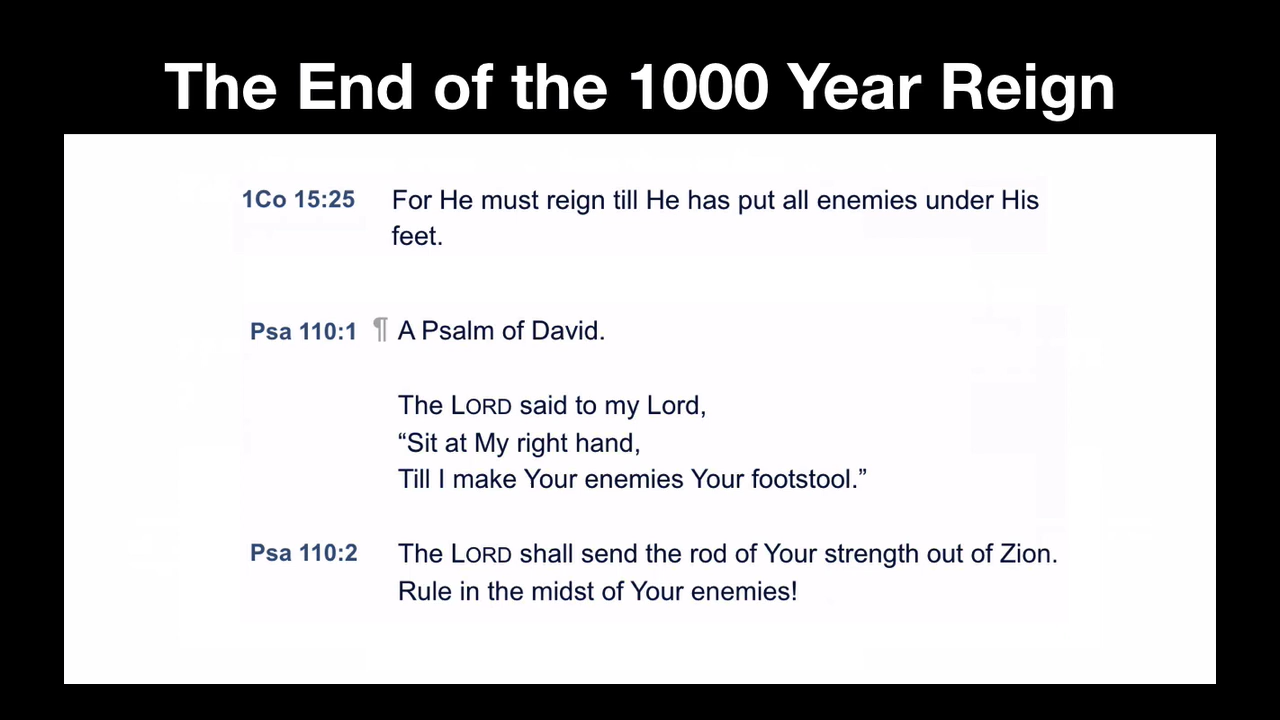 The End of the 1000 Year Reign
1Co 15:25 For He must reign till He has put all enemies under His
feet.
Psa 110:1 ¶ A Psalm of David.
The LORD said to my Lord,
“Sit at My right hand,
Till I make Your enemies Your footstool.”
Psa 110:2 The LORD shall send the rod of Your strength out of Zion.
Rule in the midst of Your enemies!